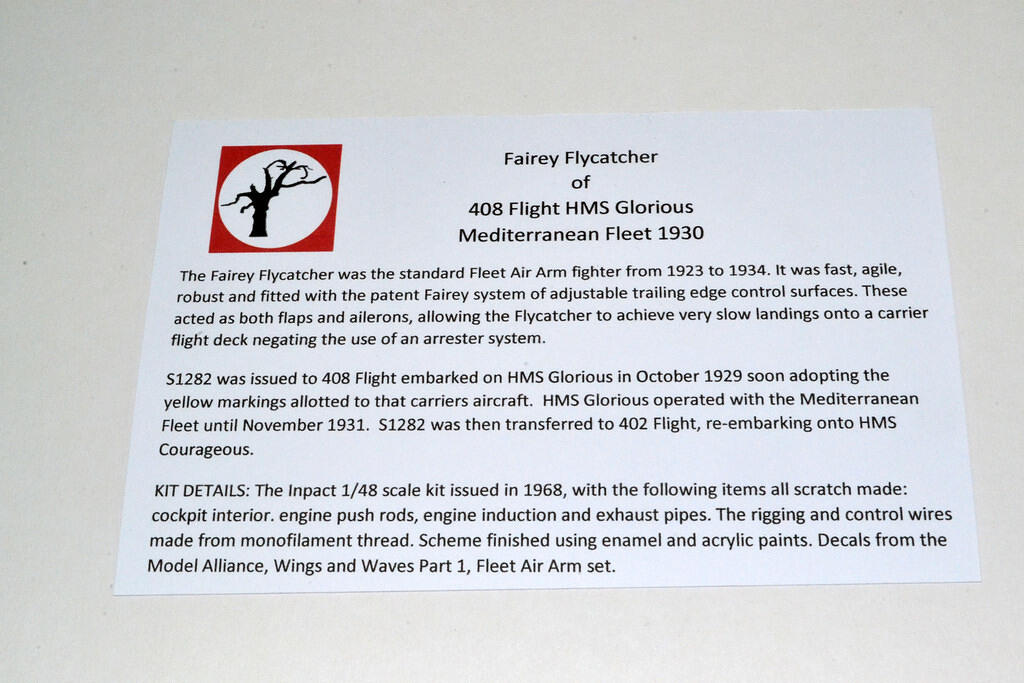 Fairey Flycatcher
of
408 Flight HMS Glorious
Mediterranean Fleet 1930
The Fairey Flycatcher was the standard Fleet Air Arm fighter from 1923 to 1934. It was fast, agile,
robust and fitted with the patent Fairey system of adjustable trailing edge control surfaces. These
acted as both flaps and ailerons, allowing the Flycatcher to achieve very slow landings onto a carrier
flight deck negating the use of an arrester system.
S1282 was issued to 408 Flight embarked on HMS Glorious in October 1929 soon adopting the
yellow markings allotted to that carriers aircraft. HMS Glorious operated with the Mediterranean
Fleet until November 1931. S1282 was then transferred to 402 Flight, re-embarking onto HMS
Courageous.
KIT DETAILS: The Inpact 1/48 scale kit issued in 1968, with the following items all scratch made:
cockpit interior. engine push rods, engine induction and exhaust pipes. The rigging and control wires
made from monofilament thread. Scheme finished using enamel and acrylic paints. Decals from the
Model Alliance, Wings and Waves Part 1, Fleet Air Arm set.